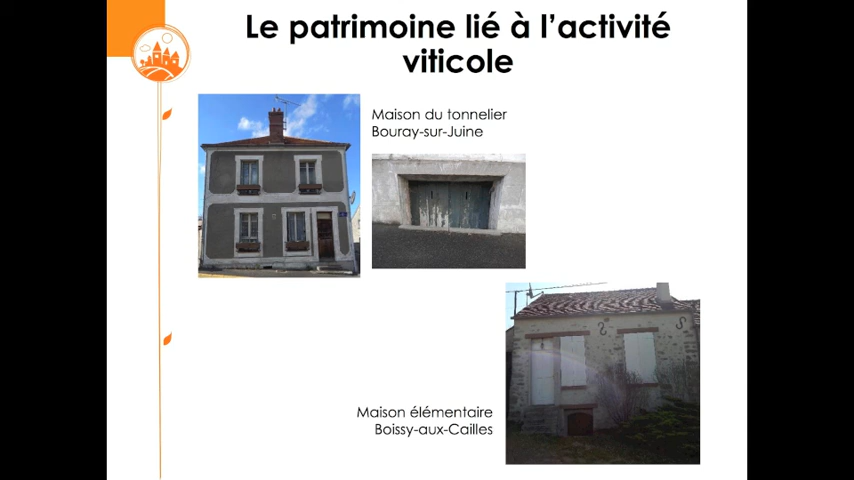 Le patrimoine lié à l’activité
viticole
Maison du tonnelier
Bouray-sur-Juine
Maison élémentaire
Boissy-aux-Cailles